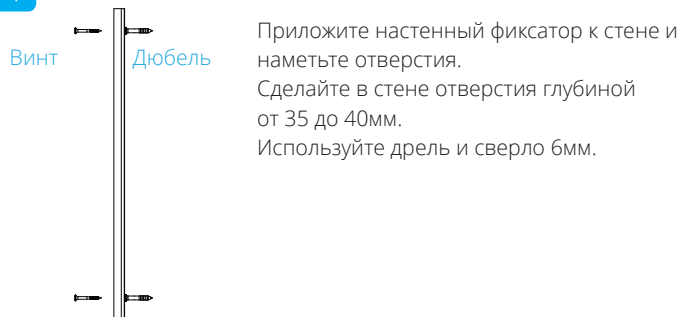 Винт
Дюбель
Приложите настенный фиксатор к стене и
наметьте отверстия.
Сделайте в стене отверстия глубиной
от 35 до 40мм.
Используйте дрель и сверло 6мм.